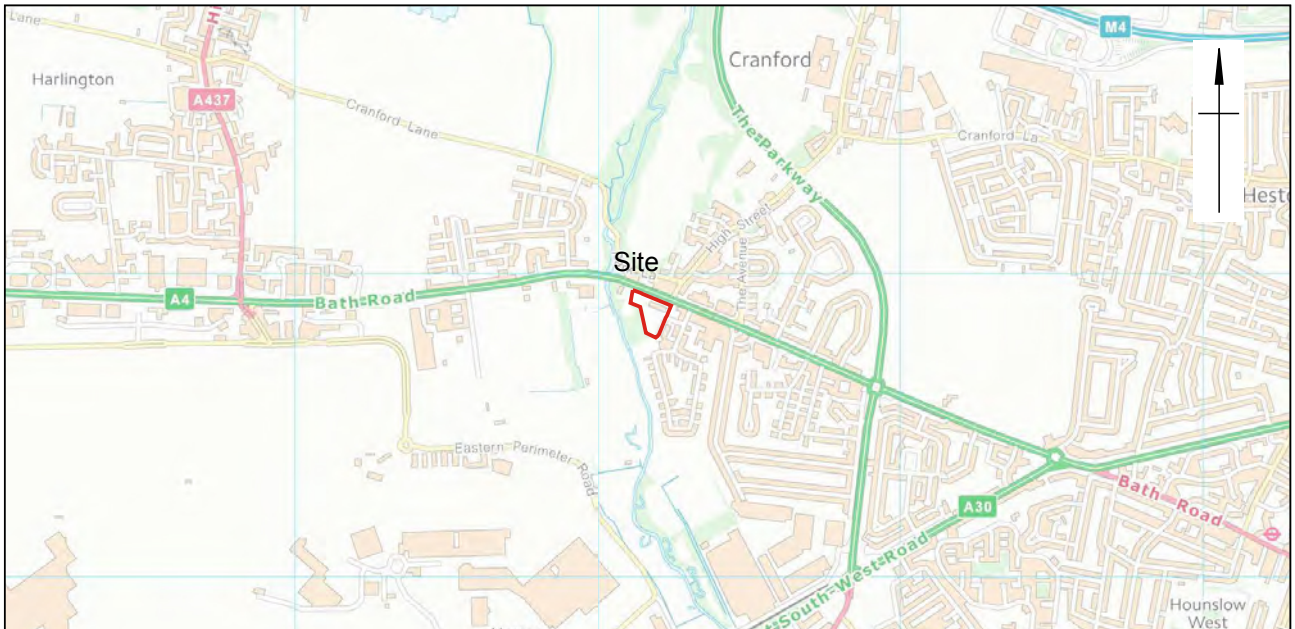 Lane
M4
Cranford
Harlington
A437
Cranford Lane
The Parkway
Cranford La
High Street
The Avenue
Site
A4
Bath Road
Eastern Perimeter Road
Bath Road
A30
South-West-Road
Hounslow
West